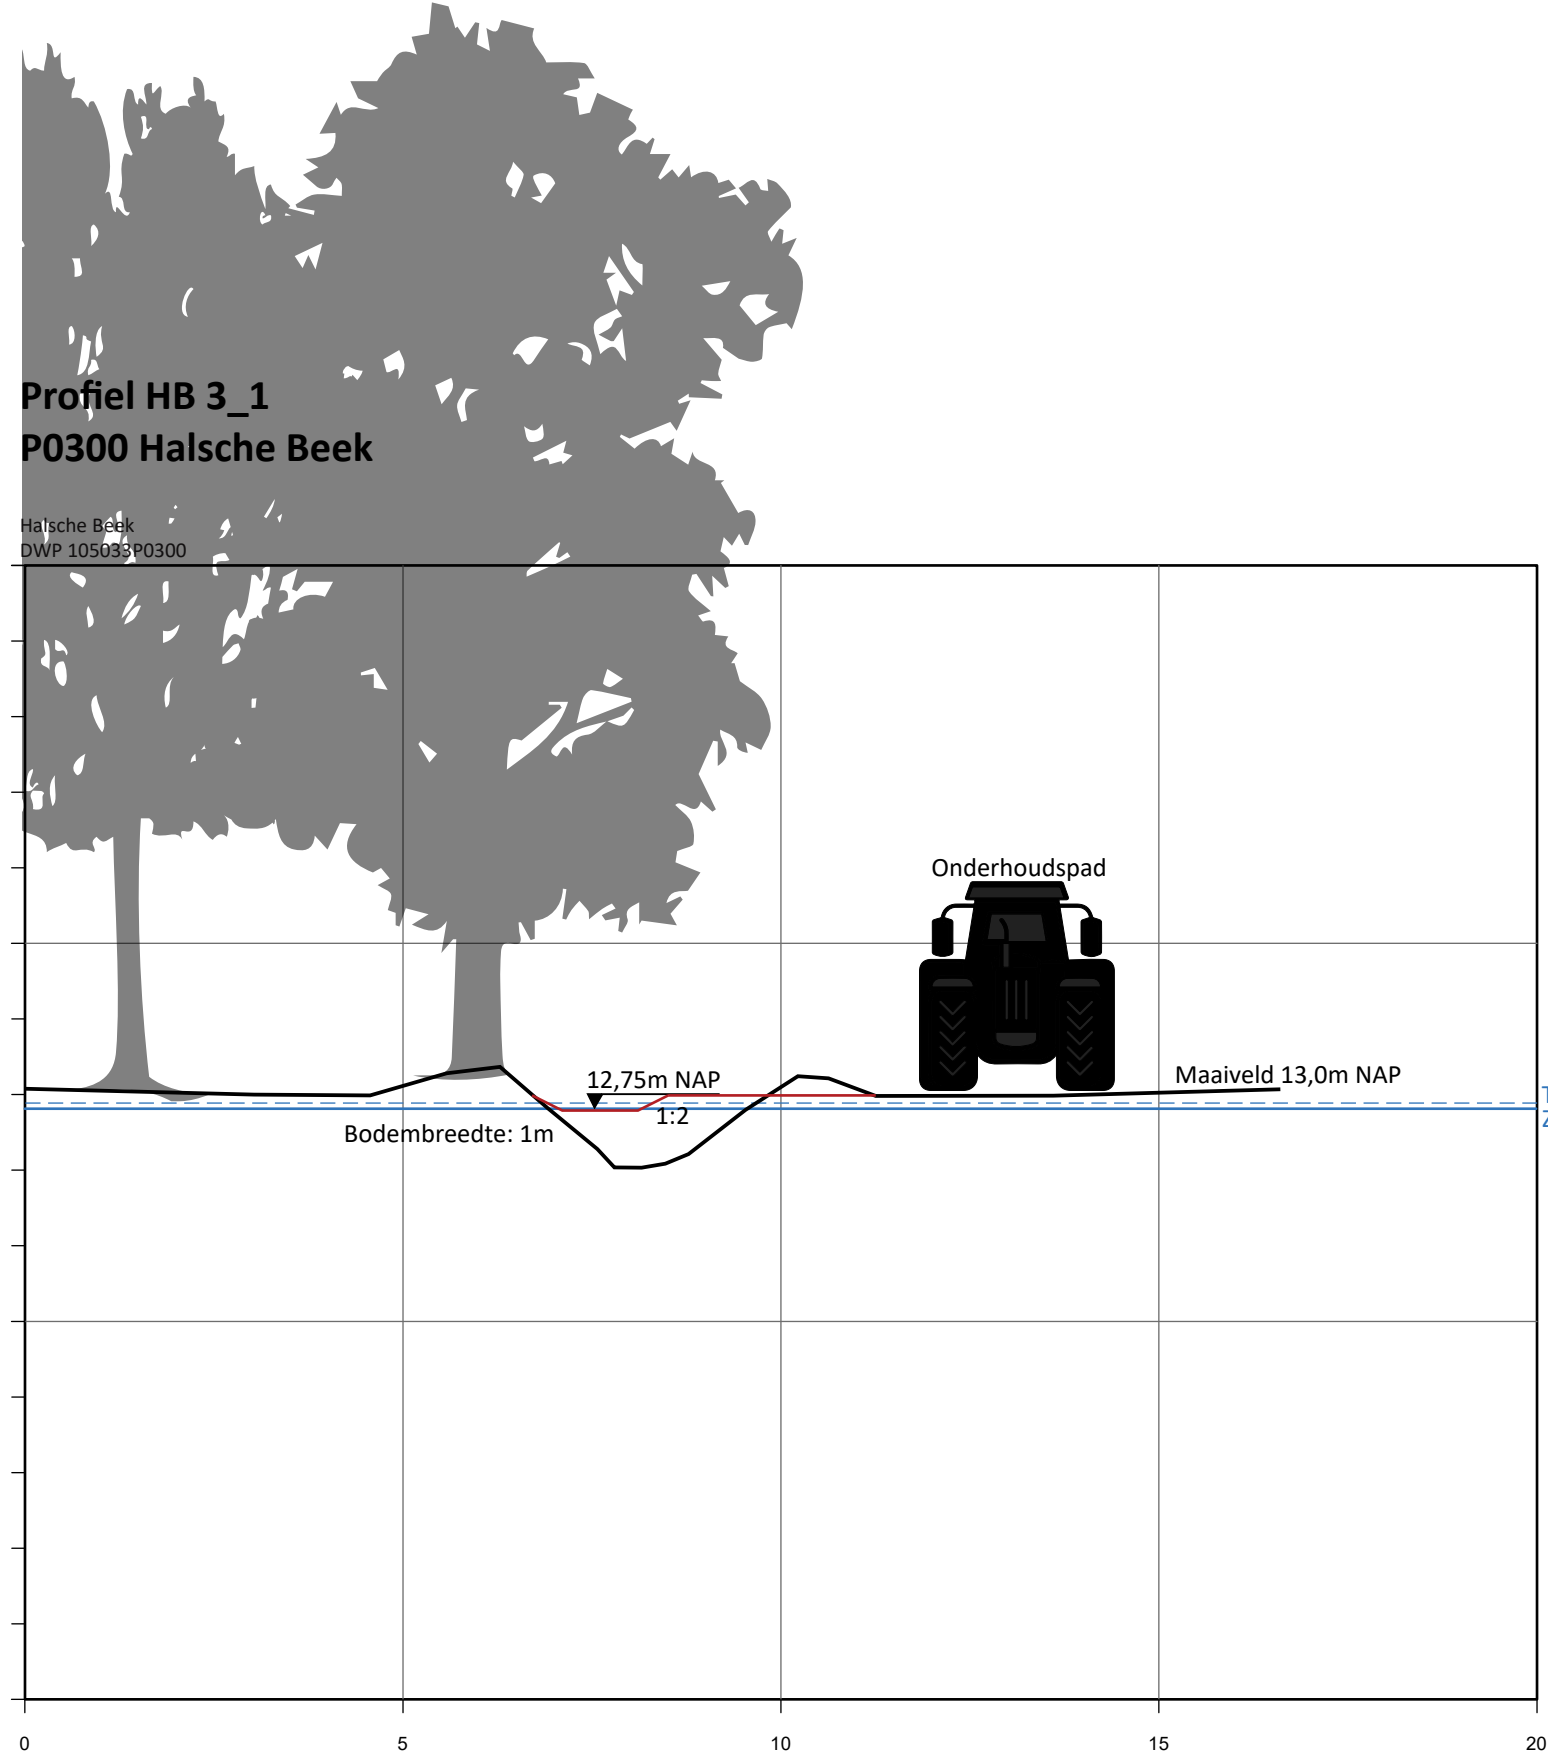 Profiel HB 3_1
P0300 Halsche Beek
Halsche Beek
DWP 105033P0300
Onderhoudspad
12,75m NAP
Maaiveld 13,0m NAP
1:2
Bodembreedte: 1m
0 5 10 15 20